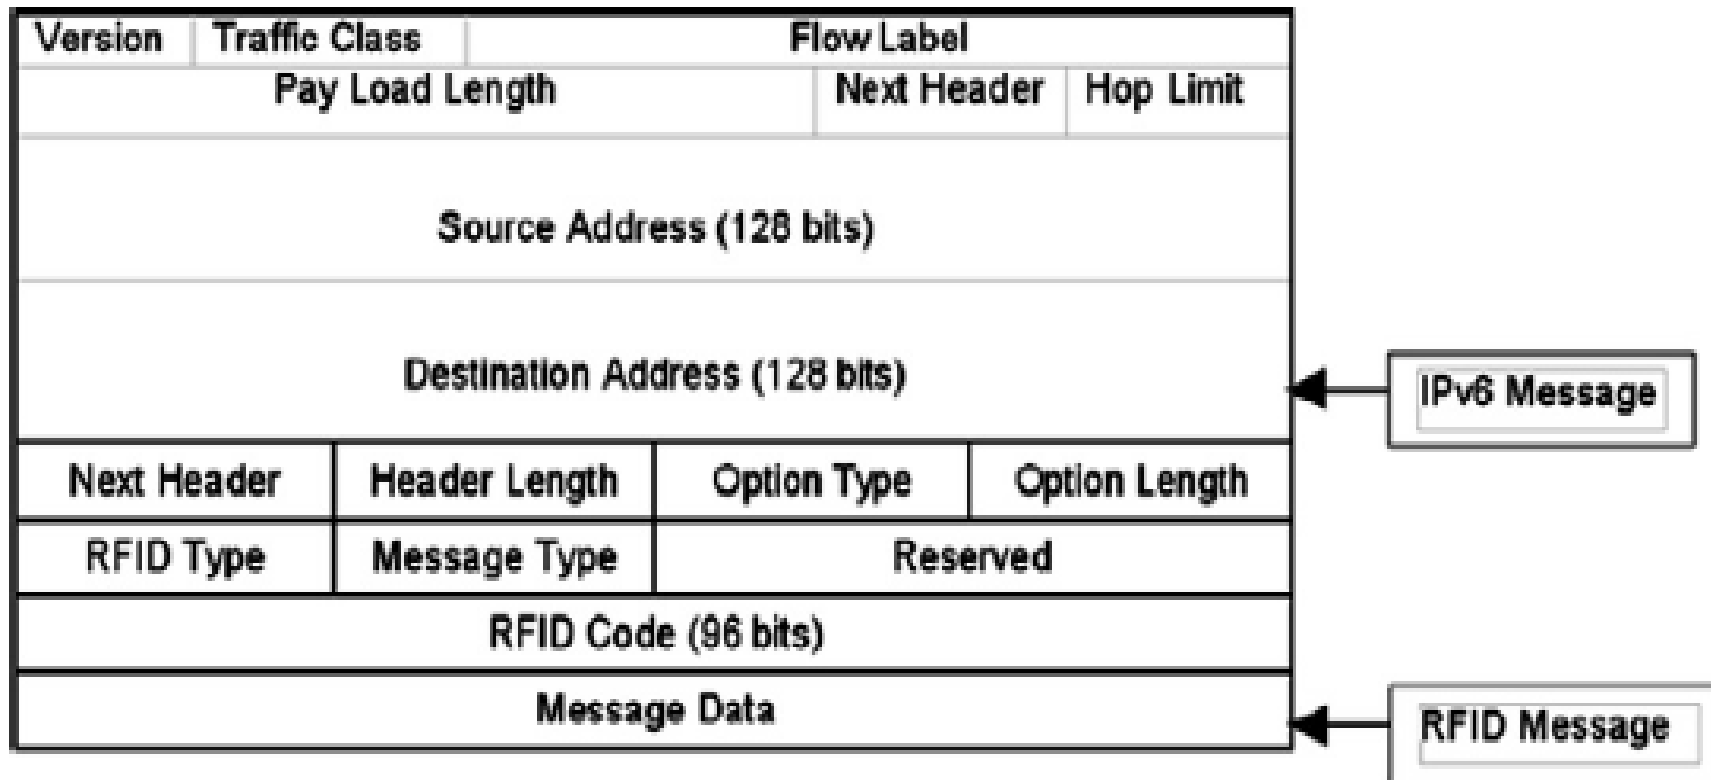 Version Traffic Class Flow Label
Pay Load Length Next Header Hop Limit
Source Address (128 bits)
Destination Address (128 bits)
IPv6 Message
Next Header Header Length Option Type Option Length
RFID Type Message Type Reserved
RFID Code (96 bits)
Message Data
RFID Message